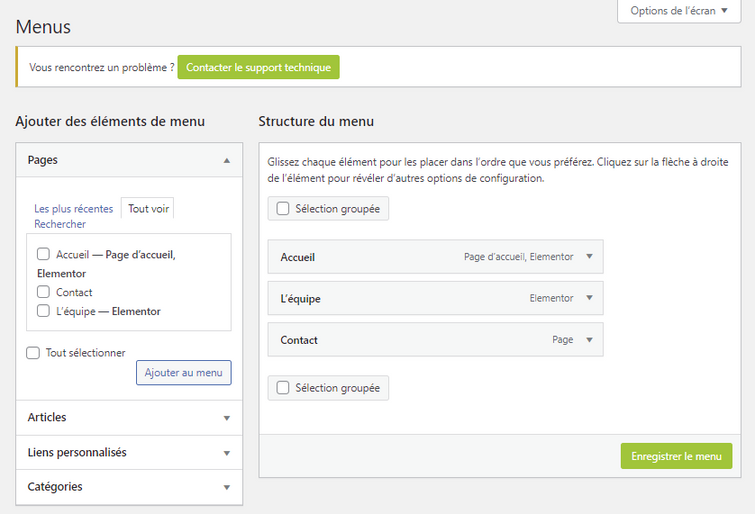 Options de l'écran
Menus
Vous rencontrez un problème ? Contacter le support technique
Ajouter des éléments de menu
Pages
Les plus récentes Tout voir
Rechercher
Accueil — Page d'accueil,
Elementor
Contact
L'équipe — Elementor
Tout sélectionner
Ajouter au menu
Articles
Liens personnalisés
Catégories
Structure du menu
Glissez chaque élément pour les placer dans l'ordre que vous préférez. Cliquez sur la flèche à droite
de l'élément pour révéler d'autres options de configuration.
Sélection groupée
Accueil Page d'accueil, Elementor
L'équipe Elementor
Contact Page
Sélection groupée
Enregistrer le menu